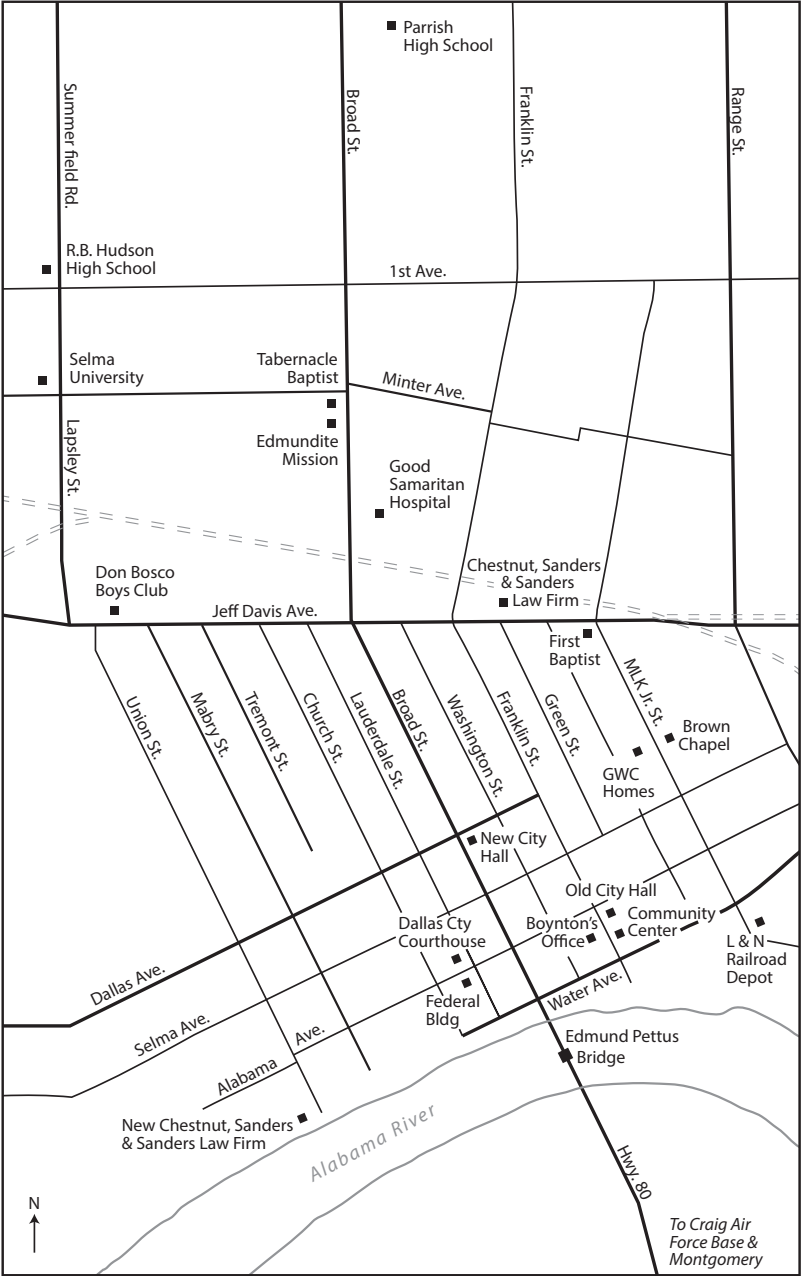 Parrish
High School
Summer field Rd.
Broad St.
Franklin St.
Range St.
R.B. Hudson
High School
1st Ave.
Selma
University
Tabernacle
Baptist
Minter Ave.
Edmundite
Mission
Lapsley St.
Good
Samaritan
Hospital
Don Bosco
Boys Club
Chestnut, Sanders
& Sanders
Law Firm
Jeff Davis Ave.
First
Baptist
Union St.
Mabry St.
Tremont St.
Church St.
Lauderdale St.
Broad St.
Washington St.
Franklin St.
Green St.
MLK Jr. St.
Brown
Chapel
GWC
Homes
New City
Hall
Old City Hall
Dallas Cty
Courthouse
Boynton's
Office
Community
Center
L & N
Railroad
Depot
Dallas Ave.
Federal
Bldg
Water Ave.
Selma Ave.
Alabama Ave.
Edmund Pettus
Bridge
New Chestnut, Sanders
& Sanders Law Firm
Alabama River
Hwy. 80
N
To Craig Air
Force Base &
Montgomery